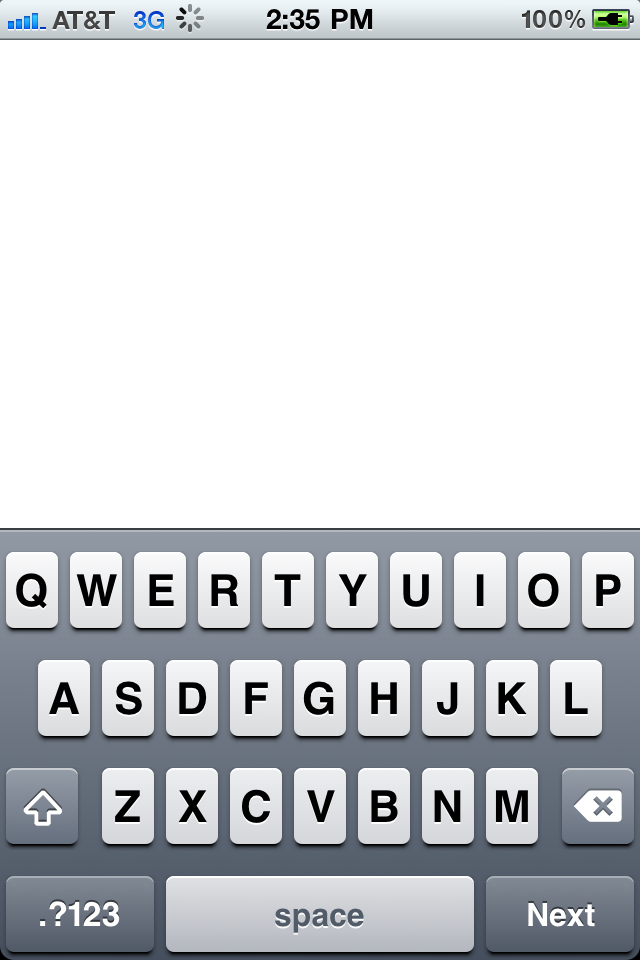 AT&T 3G 2:35 PM 100%
Q W E R T Y U I O P
A S D F G H J K L
Z X C V B N M
.?123 space Next